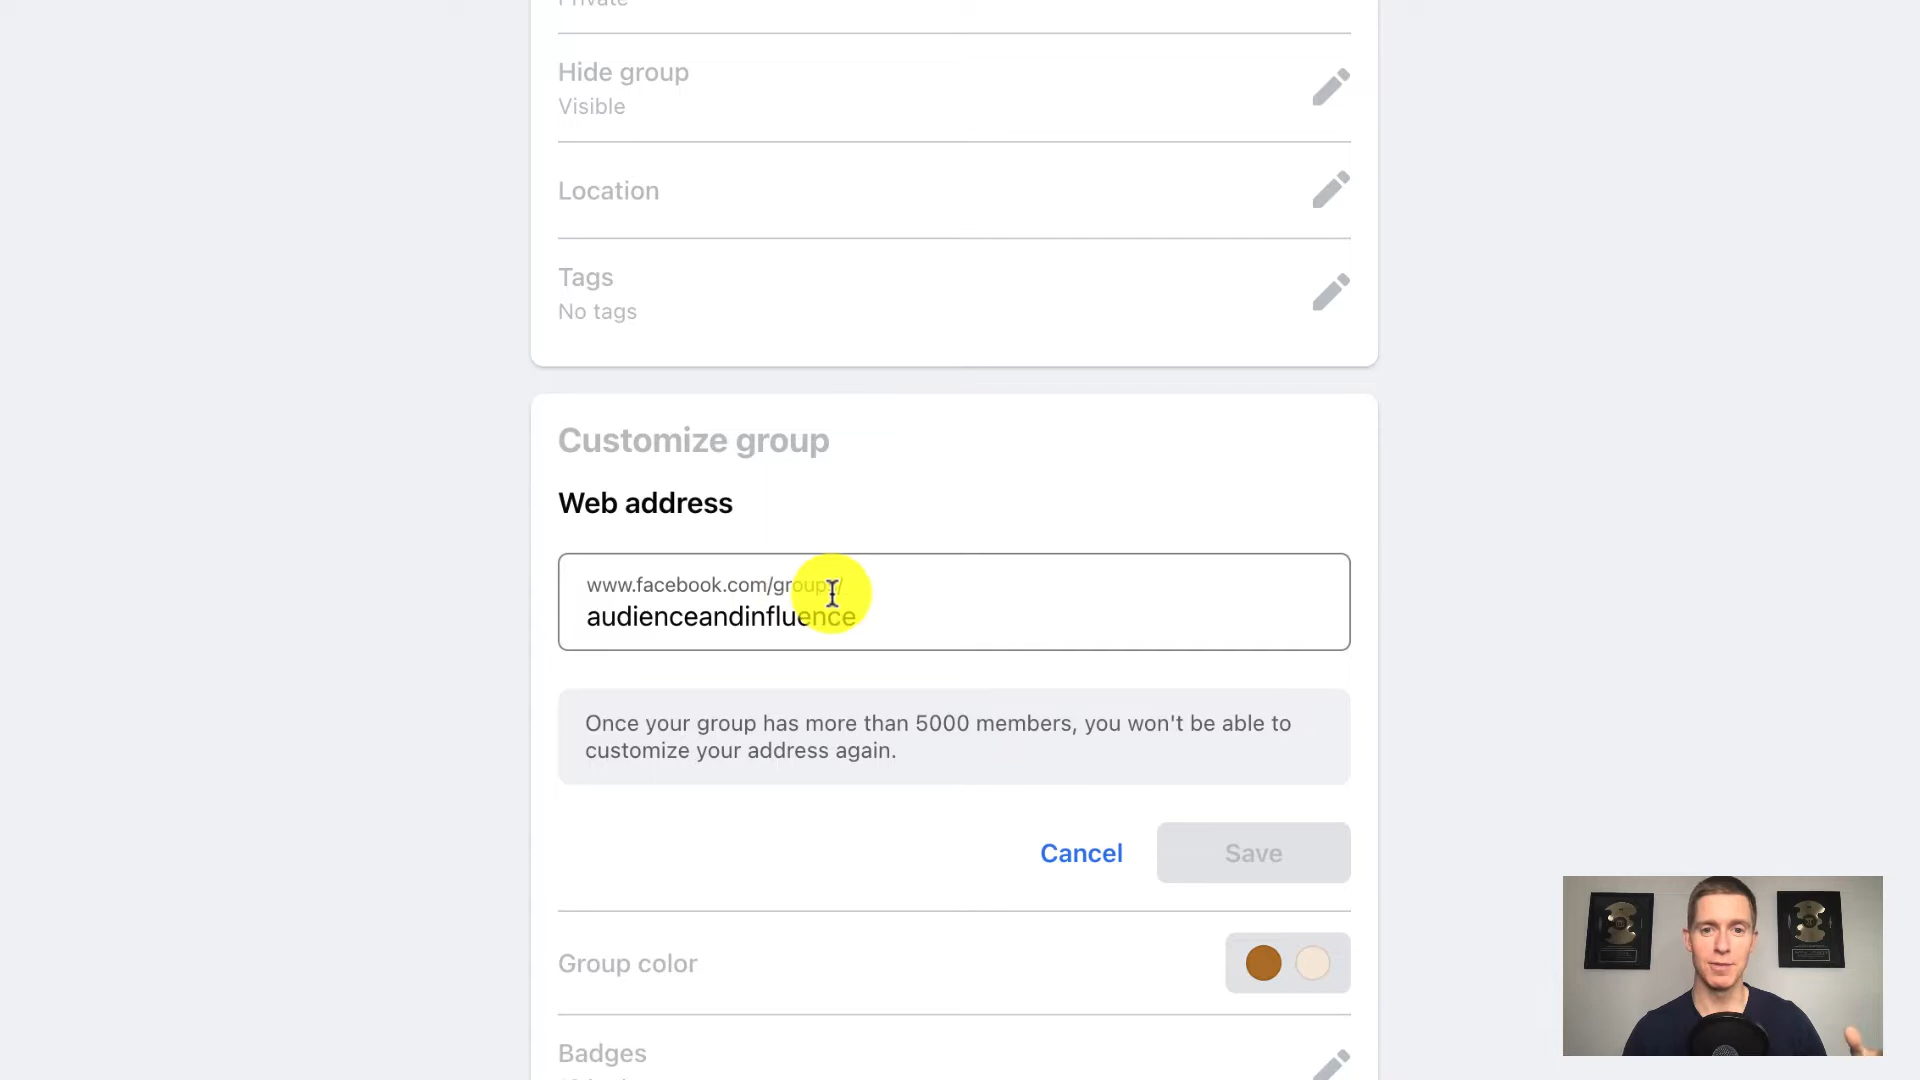 Private
Hide group
Visible
Location
Tags
No tags
Customize group
Web address
www.facebook.com/groups/
audienceandinfluence
Once your group has more than 5000 members, you won't be able to
customize your address again.
Cancel
Save
Group color
Badges